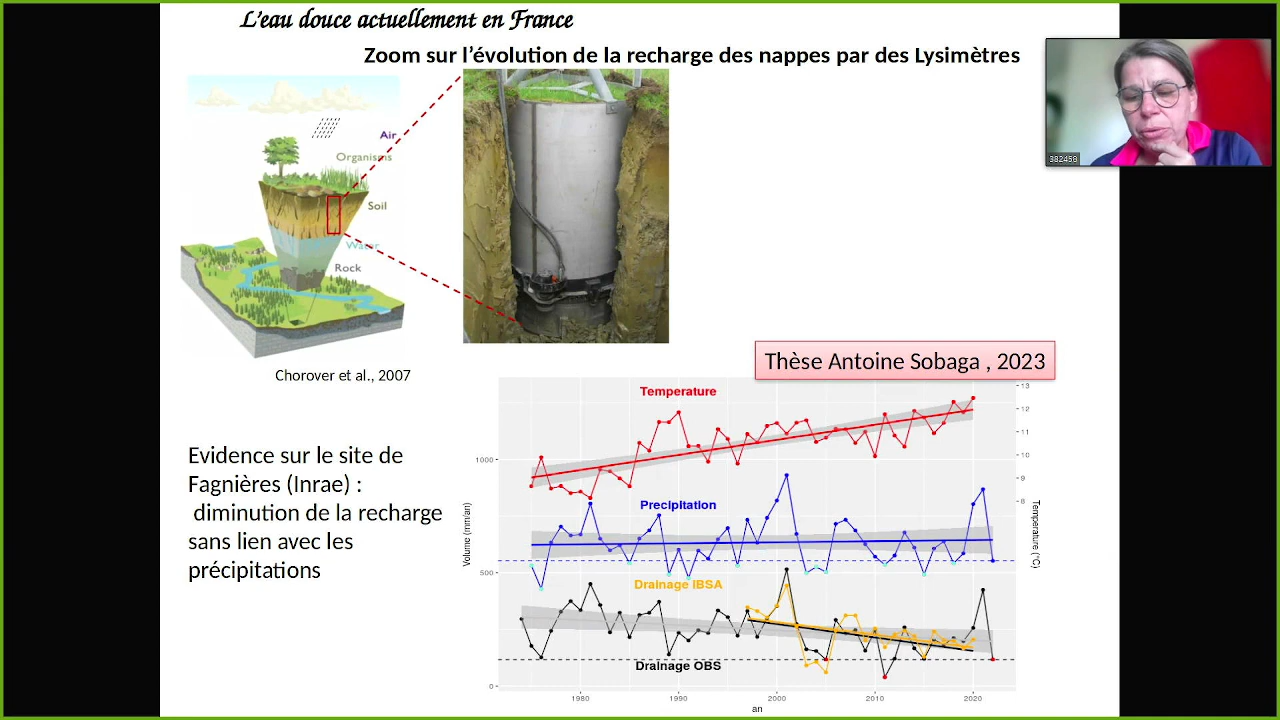 L'eau douce actuellement en France
Zoom sur l'évolution de la recharge des nappes par des Lysimètres
382458
Air
Organisms
Soil
Water
Rock
Chorover et al., 2007
Thèse Antoine Sobaga , 2023
Evidence sur le site de
Fagnières (Inrae) :
diminution de la recharge
sans lien avec les
précipitations
Temperature
Precipitation
Drainage IBSA
Drainage OBS
Volume (mm/an)
1000
500
0
Temperature (°C)
13
12
11
10
9
8
1980
1990
2000
2010
2020
an